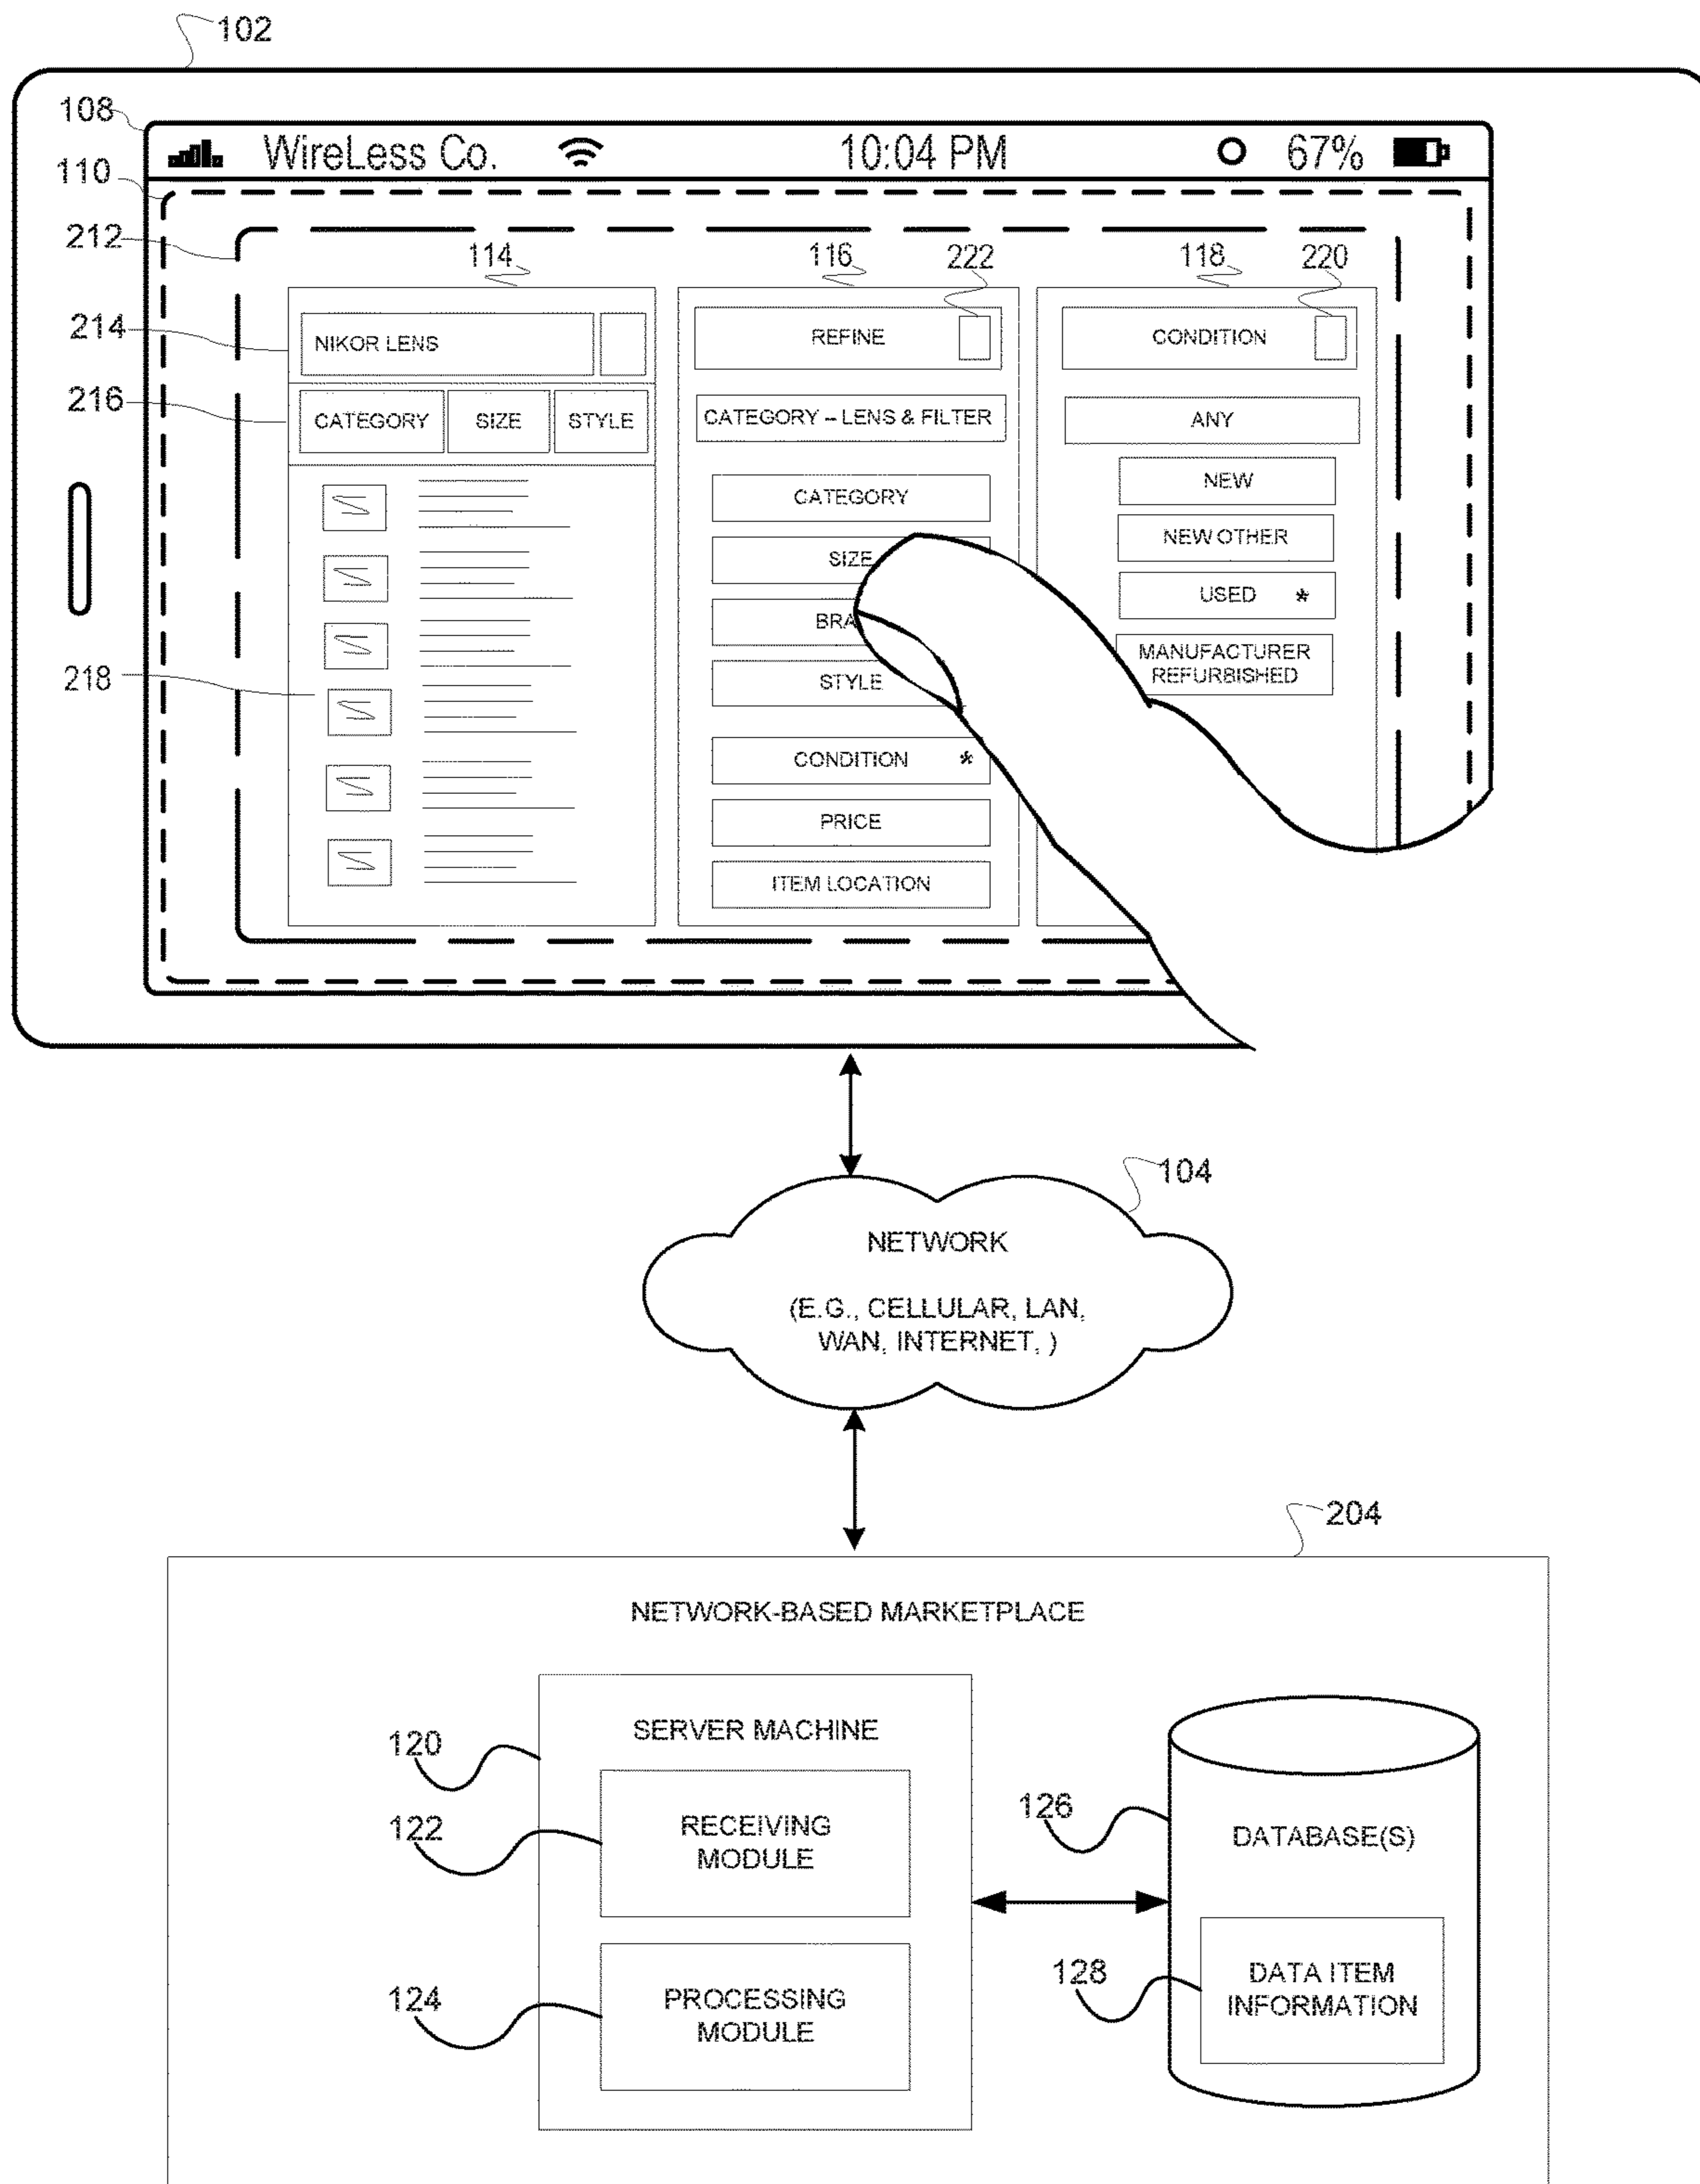 102
108
WireLess Co. 10:04 PM 67%
110
212
114 116 222 118 220
214
NIKOR LENS REFINE CONDITION
216
CATEGORY SIZE STYLE CATEGORY – LENS & FILTER ANY
CATEGORY NEW
SIZE NEW OTHER
BRA USED *
STYLE MANUFACTURER
REFURBISHED
218
CONDITION *
PRICE
ITEM LOCATION
104
NETWORK
(E.G., CELLULAR, LAN,
WAN, INTERNET, )
204
NETWORK-BASED MARKETPLACE
SERVER MACHINE
120
122
RECEIVING
MODULE
126
DATABASE(S)
124
PROCESSING
MODULE
128
DATA ITEM
INFORMATION